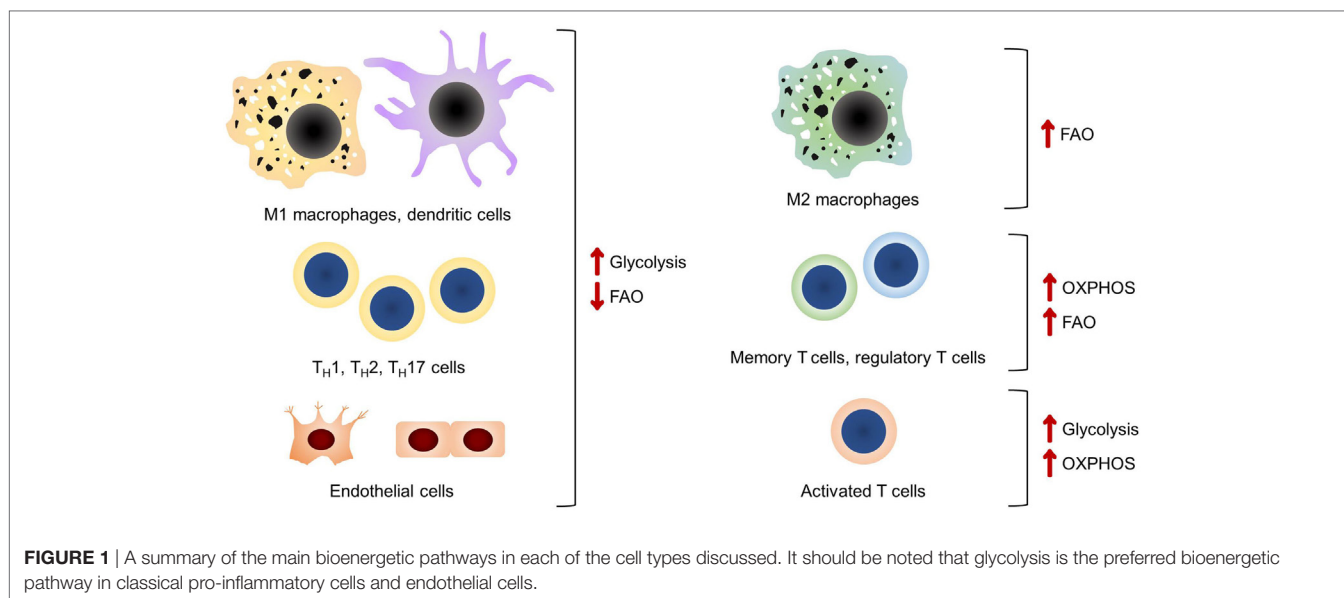 M1 macrophages, dendritic cells
TH1, TH2, TH17 cells
Endothelial cells
Glycolysis
FAO
M2 macrophages
FAO
Memory T cells, regulatory T cells
OXPHOS
FAO
Activated T cells
Glycolysis
OXPHOS
FIGURE 1 | A summary of the main bioenergetic pathways in each of the cell types discussed. It should be noted that glycolysis is the preferred bioenergetic
pathway in classical pro-inflammatory cells and endothelial cells.